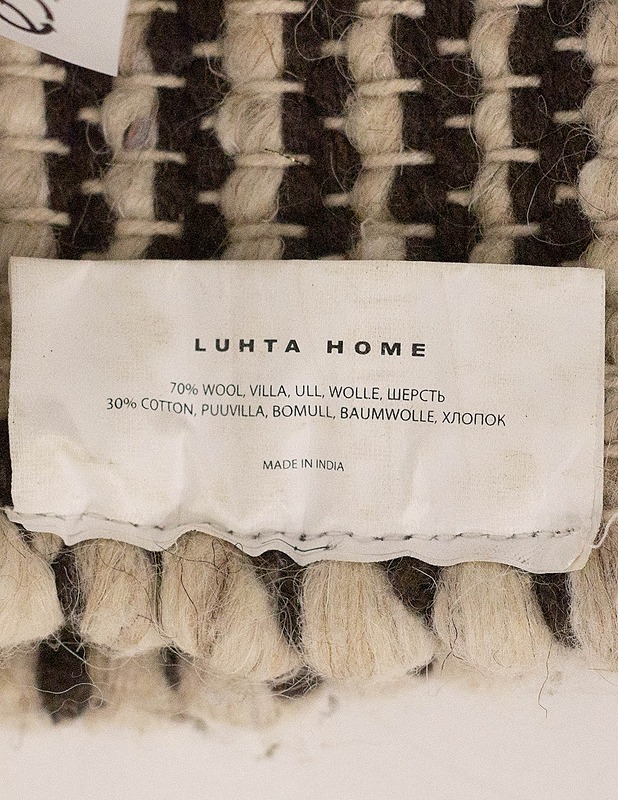 LUHTA HOME
70% WOOL, VILLA, ULL, WOLLE, ШЕРСТЬ
30% COTTON, PUUVILLA, BOMULL, BAUMWOLLE, ХЛОПОК
MADE IN INDIA